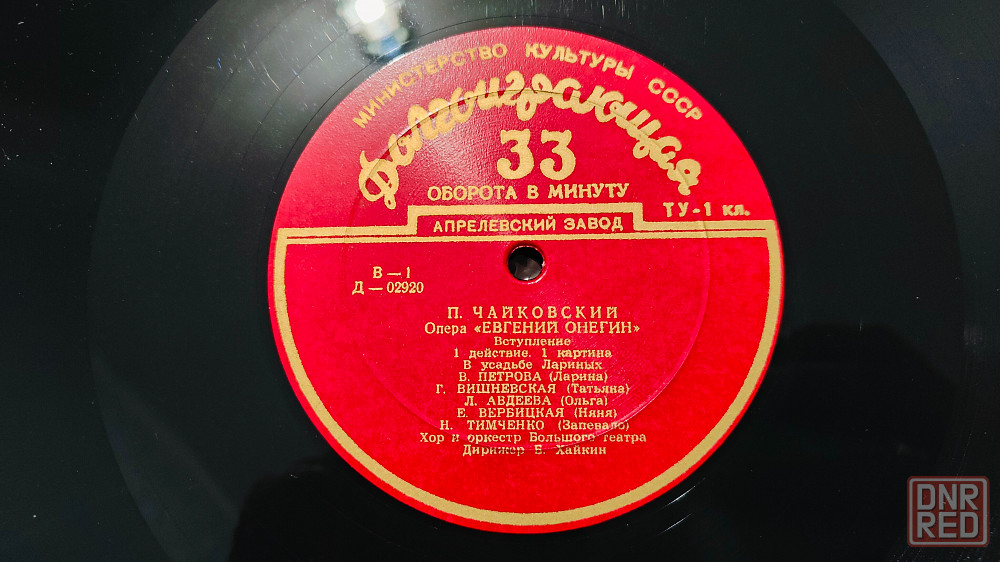 МИНИСТЕРСТВО КУЛЬТУРЫ СССР
Долгоиграющая
33
ОБОРОТА В МИНУТУ
ТУ-1 кл.
АПРЕЛЕВСКИЙ ЗАВОД
В — 1
Д — 02920
П. ЧАЙКОВСКИЙ
Опера «ЕВГЕНИЙ ОНЕГИН»
Вступление
1 действие. 1 картина
В усадьбе Лариных
В. ПЕТРОВА (Ларина)
Г. ВИШНЕВСКАЯ (Татьяна)
Л. АВДЕЕВА (Ольга)
Е. ВЕРБИЦКАЯ (Няня)
Н. ТИМЧЕНКО (Запевало)
Хор и оркестр Большого театра
Дирижер Б. Хайкин
DNR
RED